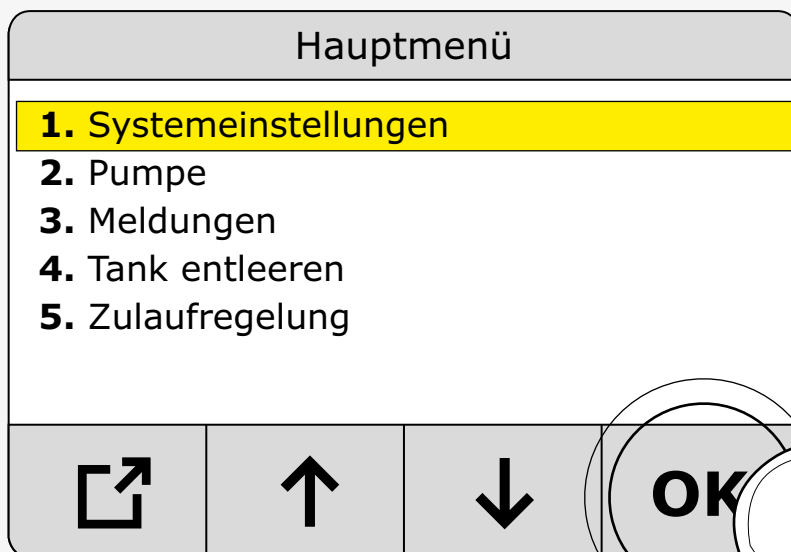 Hauptmenü
1. Systemeinstellungen
2. Pumpe
3. Meldungen
4. Tank entleeren
5. Zulaufregelung
OK